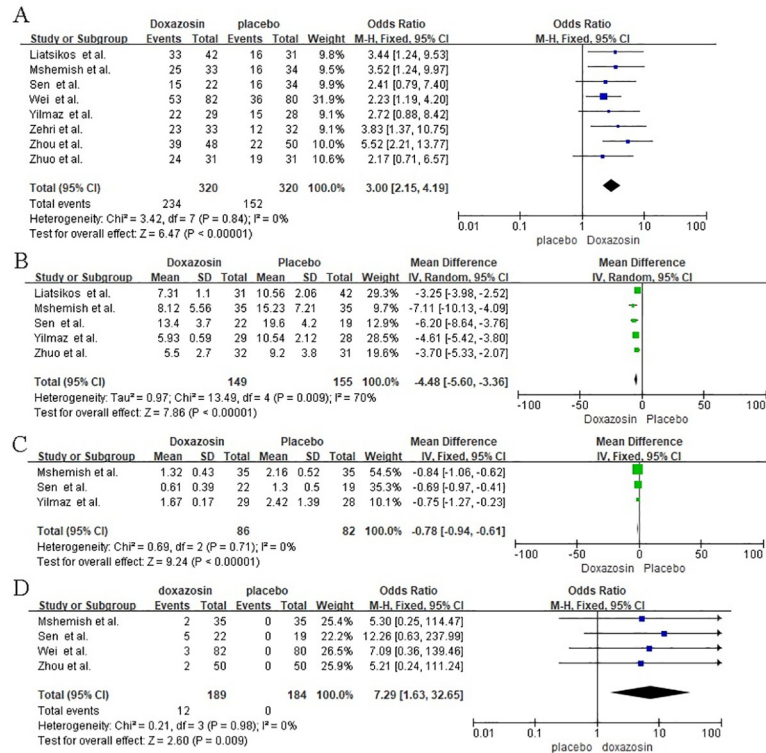 A
Doxazosin placebo Odds Ratio Odds Ratio
Study or Subgroup Events Total Events Total Weight M-H, Fixed, 95% CI M-H, Fixed, 95% CI
Liatsikos et al. 33 42 16 31 9.8% 3.44 [1.24, 9.53]
Mshemish et al. 25 33 16 34 9.4% 3.52 [1.24, 9.97]
Sen et al. 15 22 16 34 9.9% 2.41 [0.79, 7.40]
Wei et al. 53 82 36 80 31.9% 2.23 [1.19, 4.20]
Yilmaz et al. 22 29 15 28 9.2% 2.72 [0.88, 8.42]
Zehri et al. 23 33 12 32 9.1% 3.83 [1.37, 10.75]
Zhou et al. 39 48 22 50 10.0% 5.52 [2.21, 13.77]
Zhuo et al. 24 31 19 31 10.6% 2.17 [0.71, 6.57]
Total (95% CI) 320 320 100.0% 3.00 [2.15, 4.19]
Total events 234 152
Heterogeneity: Chi² = 3.42, df = 7 (P = 0.84); I² = 0%
Test for overall effect: Z = 6.47 (P < 0.00001)
0.01 0.1 1 10 100
placebo Doxazosin
B
Doxazosin Placebo Mean Difference Mean Difference
Study or Subgroup Mean SD Total Mean SD Total Weight IV, Random, 95% CI IV, Random, 95% CI
Liatsikos et al. 7.31 1.1 31 10.56 2.06 42 29.3% -3.25 [-3.98, -2.52]
Mshemish et al. 8.12 5.56 35 15.23 7.21 35 9.7% -7.11 [-10.13, -4.09]
Sen et al. 13.4 3.7 22 19.6 4.2 19 12.9% -6.20 [-8.64, -3.76]
Yilmaz et al. 5.93 0.59 29 10.54 2.12 28 28.5% -4.61 [-5.42, -3.80]
Zhuo et al. 5.5 2.7 32 9.2 3.8 31 19.6% -3.70 [-5.33, -2.07]
Total (95% CI) 149 155 100.0% -4.48 [-5.60, -3.36]
Heterogeneity: Tau² = 0.97; Chi² = 13.49, df = 4 (P = 0.009); I² = 70%
Test for overall effect: Z = 7.86 (P < 0.00001)
-100 -50 0 50 100
Doxazosin Placebo
C
Doxazosin Placebo Mean Difference Mean Difference
Study or Subgroup Mean SD Total Mean SD Total Weight IV, Fixed, 95% CI IV, Fixed, 95% CI
Mshemish et al. 1.32 0.43 35 2.16 0.52 35 54.5% -0.84 [-1.06, -0.62]
Sen et al. 0.61 0.39 22 1.3 0.5 19 35.3% -0.69 [-0.97, -0.41]
Yilmaz et al. 1.67 0.17 29 2.42 1.39 28 10.1% -0.75 [-1.27, -0.23]
Total (95% CI) 86 82 100.0% -0.78 [-0.94, -0.61]
Heterogeneity: Chi² = 0.69, df = 2 (P = 0.71); I² = 0%
Test for overall effect: Z = 9.24 (P < 0.00001)
-100 -50 0 50 100
Doxazosin Placebo
D
doxazosin placebo Odds Ratio Odds Ratio
Study or Subgroup Events Total Events Total Weight M-H, Fixed, 95% CI M-H, Fixed, 95% CI
Mshemish et al. 2 35 0 35 25.4% 5.30 [0.25, 114.47]
Sen et al. 5 22 0 19 22.2% 12.26 [0.63, 237.99]
Wei et al. 3 82 0 80 26.5% 7.09 [0.36, 139.46]
Zhou et al. 2 50 0 50 25.9% 5.21 [0.24, 111.24]
Total (95% CI) 189 184 100.0% 7.29 [1.63, 32.65]
Total events 12 0
Heterogeneity: Chi² = 0.21, df = 3 (P = 0.98); I² = 0%
Test for overall effect: Z = 2.60 (P = 0.009)
0.01 0.1 1 10 100
placebo doxazosin